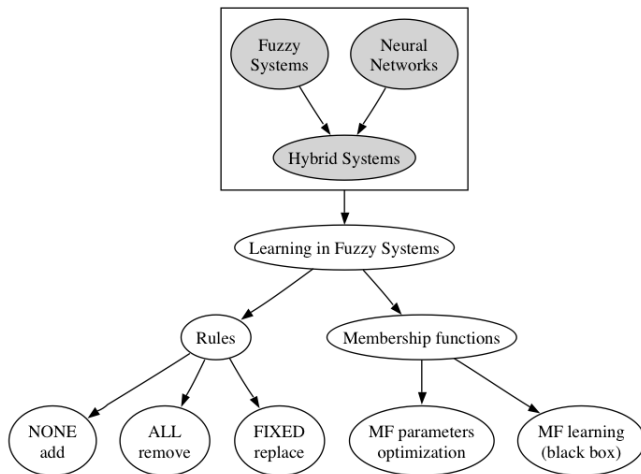 Fuzzy
Systems
Neural
Networks
Hybrid Systems
Learning in Fuzzy Systems
Rules
Membership functions
NONE
add
ALL
remove
FIXED
replace
MF parameters
optimization
MF learning
(black box)